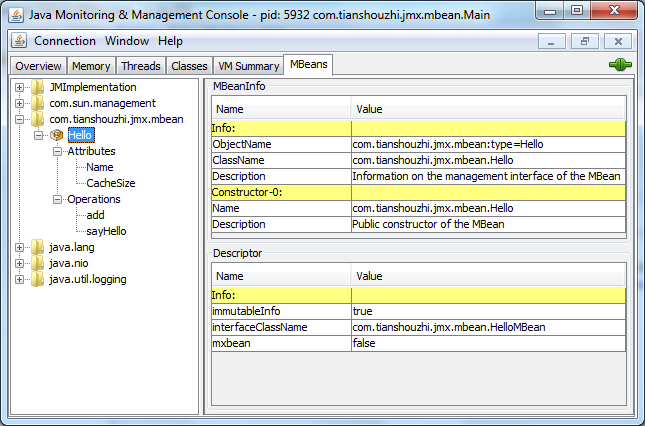 Java Monitoring & Management Console - pid: 5932 com.tianshouzhi.jmx.mbean.Main
Connection Window Help
Overview Memory Threads Classes VM Summary MBeans
JMImplementation
com.sun.management
com.tianshouzhi.jmx.mbean
Hello
Attributes
Name
CacheSize
Operations
add
sayHello
java.lang
java.nio
java.util.logging
MBeanInfo
Name Value
Info:
ObjectName com.tianshouzhi.jmx.mbean:type=Hello
ClassName com.tianshouzhi.jmx.mbean.Hello
Description Information on the management interface of the MBean
Constructor-0:
Name com.tianshouzhi.jmx.mbean.Hello
Description Public constructor of the MBean
Descriptor
Name Value
Info:
immutableInfo true
interfaceClassName com.tianshouzhi.jmx.mbean.HelloMBean
mxbean false